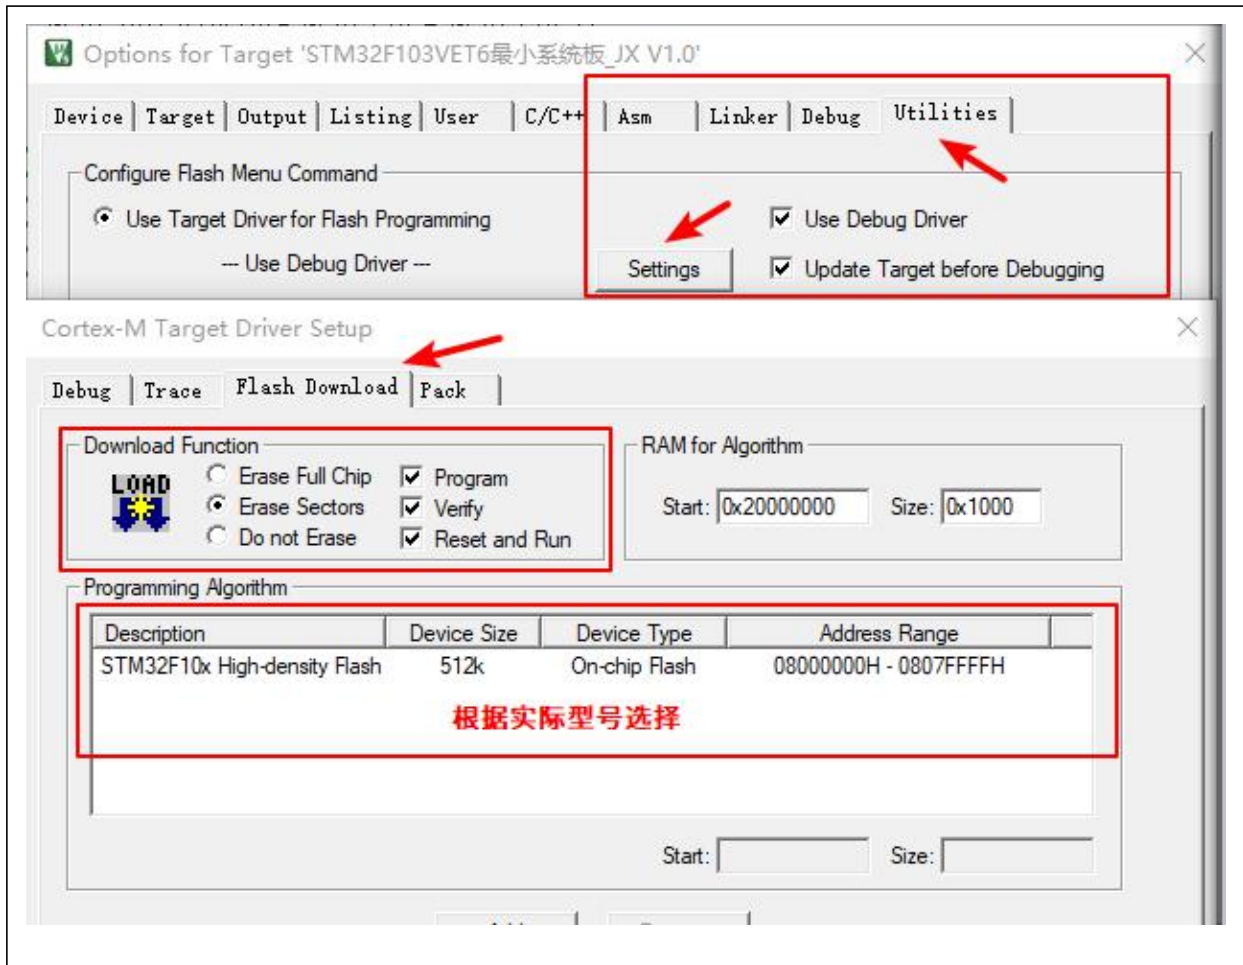 Options for Target 'STM32F103VET6最小系统板_JX V1.0'
Device Target Output Listing User C/C++ Asm Linker Debug Utilities
Configure Flash Menu Command
Use Target Driver for Flash Programming Use Debug Driver
--- Use Debug Driver --- Settings Update Target before Debugging
Cortex-M Target Driver Setup
Debug Trace Flash Download Pack
Download Function RAM for Algorithm
LOAD Erase Full Chip Program
Erase Sectors Verify Start: 0x20000000 Size: 0x1000
Do not Erase Reset and Run
Programming Algorithm
Description Device Size Device Type Address Range
STM32F10x High-density Flash 512k On-chip Flash 08000000H - 0807FFFFH
根据实际型号选择
Start: Size: